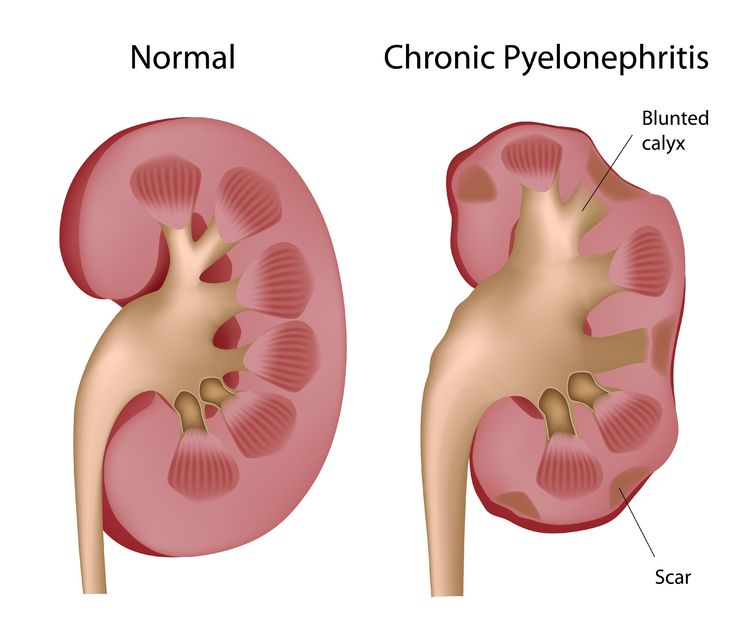 Normal
Chronic Pyelonephritis
Blunted
calyx
Scar